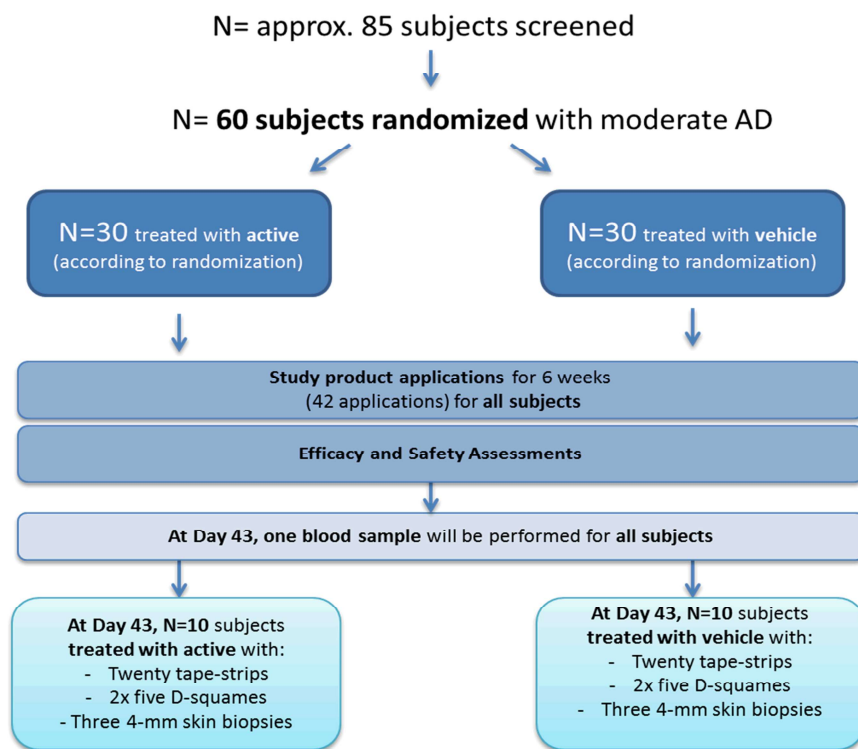 N= approx. 85 subjects screened
N= 60 subjects randomized with moderate AD
N=30 treated with active
(according to randomization)
N=30 treated with vehicle
(according to randomization)
Study product applications for 6 weeks
(42 applications) for all subjects
Efficacy and Safety Assessments
At Day 43, one blood sample will be performed for all subjects
At Day 43, N=10 subjects
treated with active with:
- Twenty tape-strips
- 2x five D-squames
- Three 4-mm skin biopsies
At Day 43, N=10 subjects
treated with vehicle with:
- Twenty tape-strips
- 2x five D-squames
- Three 4-mm skin biopsies